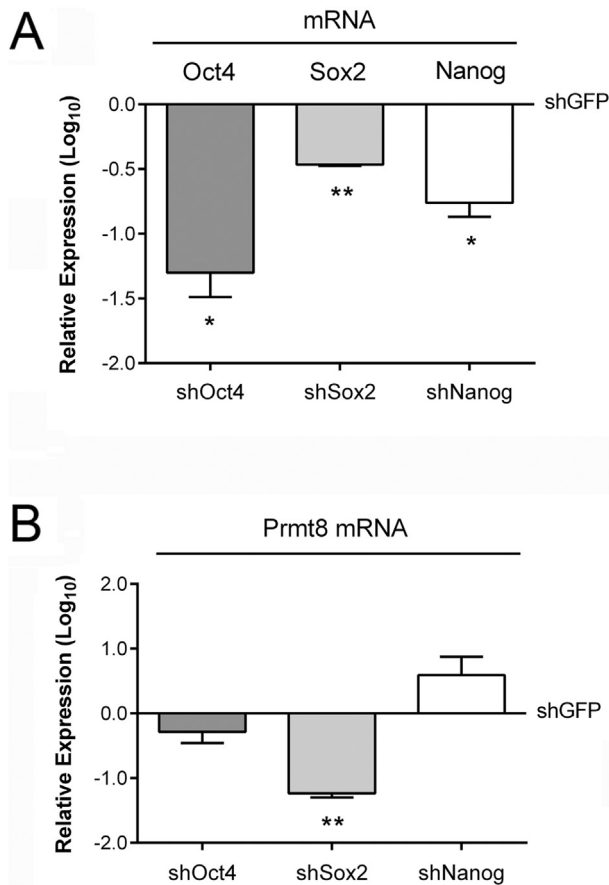 A
mRNA
Oct4 Sox2 Nanog
Relative Expression (Log10)
0.0
-0.5
-1.0
-1.5
-2.0
shGFP
*
**
*
shOct4 shSox2 shNanog
B
Prmt8 mRNA
Relative Expression (Log10)
2.0
1.0
0.0
-1.0
-2.0
shGFP
**
shOct4 shSox2 shNanog